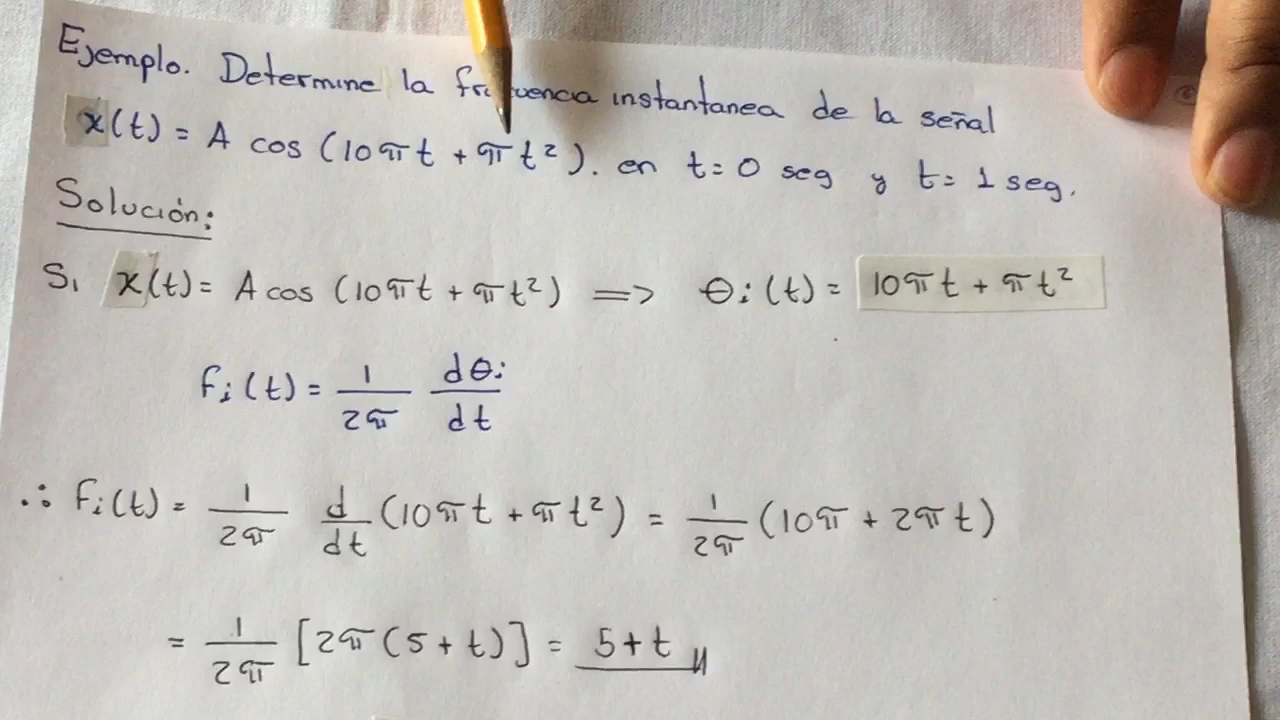 Ejemplo. Determine la frecuencia instantanea de la señal
x(t) = A cos (10πt + πt²). en t=0 seg y t= 1 seg.
Solución:
Si x(t)= A cos (10πt + πt²) => θi(t) = 10πt + πt²
fi(t) = 1/2π dθi/dt
∴ fi(t) = 1/2π d/dt (10πt + πt²) = 1/2π (10π + 2πt)
= 1/2π [2π(5+t)] = 5+t